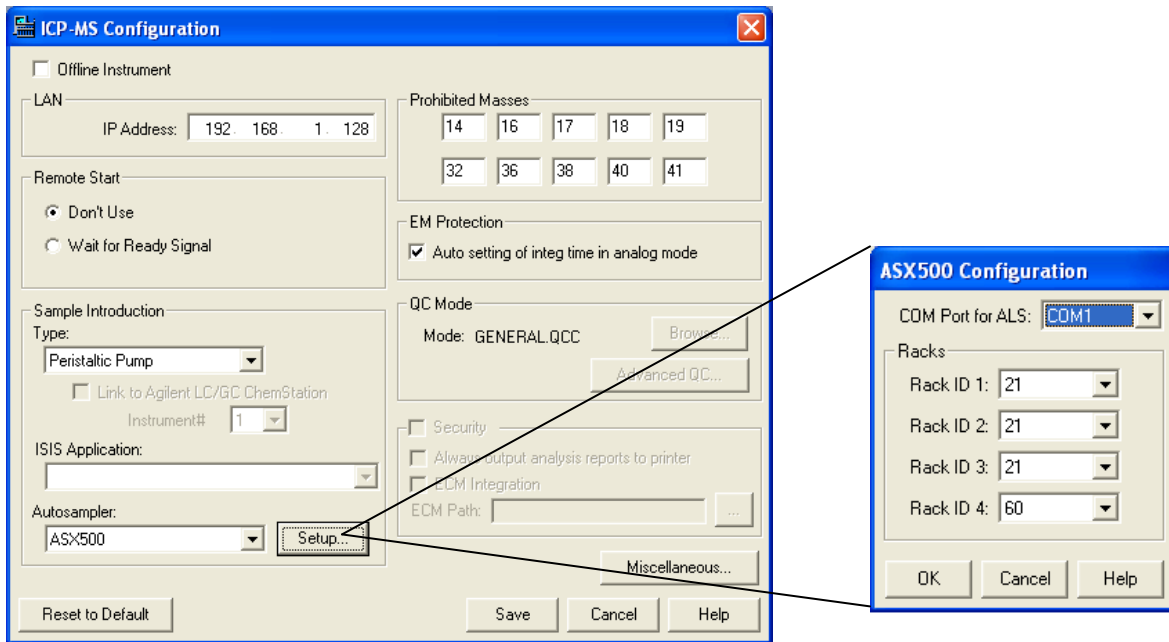 ICP-MS Configuration
Offline Instrument
LAN
IP Address: 192. 168. 1. 128
Remote Start
Don't Use
Wait for Ready Signal
Sample Introduction
Type:
Peristaltic Pump
Link to Agilent LC/GC ChemStation
Instrument# 1
ISIS Application:
Autosampler:
ASX500 Setup...
Prohibited Masses
14 16 17 18 19
32 36 38 40 41
EM Protection
Auto setting of integ time in analog mode
QC Mode
Mode: GENERAL.QCC Browse...
Advanced QC...
Security
Always output analysis reports to printer
ECM Integration
ECM Path: ...
Miscellaneous...
Reset to Default Save Cancel Help
ASX500 Configuration
COM Port for ALS: COM1
Racks
Rack ID 1: 21
Rack ID 2: 21
Rack ID 3: 21
Rack ID 4: 60
OK Cancel Help